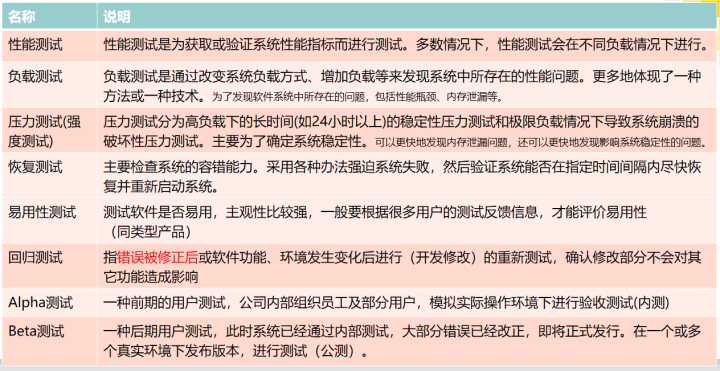 名称 说明
性能测试 性能测试是为获取或验证系统性能指标而进行测试。多数情况下，性能测试会在不同负载情况下进行。
负载测试 负载测试是通过改变系统负载方式、增加负载等来发现系统中所存在的性能问题。更多地体现了一种
方法或一种技术。为了发现软件系统中所存在的问题，包括性能瓶颈、内存泄漏等。
压力测试(强 压力测试分为高负载下的长时间(如24小时以上)的稳定性压力测试和极限负载情况下导致系统崩溃的
度测试) 破坏性压力测试。主要为了确定系统稳定性。可以更快地发现内存泄漏问题，还可以更快地发现影响系统稳定性的问题。
恢复测试 主要检查系统的容错能力。采用各种办法强迫系统失败，然后验证系统能否在指定时间间隔内尽快恢
复并重新启动系统。
易用性测试 测试软件是否易用，主观性比较强，一般要根据很多用户的测试反馈信息，才能评价易用性
（同类型产品）
回归测试 指错误被修正后或软件功能、环境发生变化后进行（开发修改）的重新测试，确认修改部分不会对其
它功能造成影响
Alpha测试 一种前期的用户测试，公司内部组织员工及部分用户，模拟实际操作环境下进行验收测试(内测)
Beta测试 一种后期用户测试，此时系统已经通过内部测试，大部分错误已经改正，即将正式发行。在一个或多
个真实环境下发布版本，进行测试（公测）。